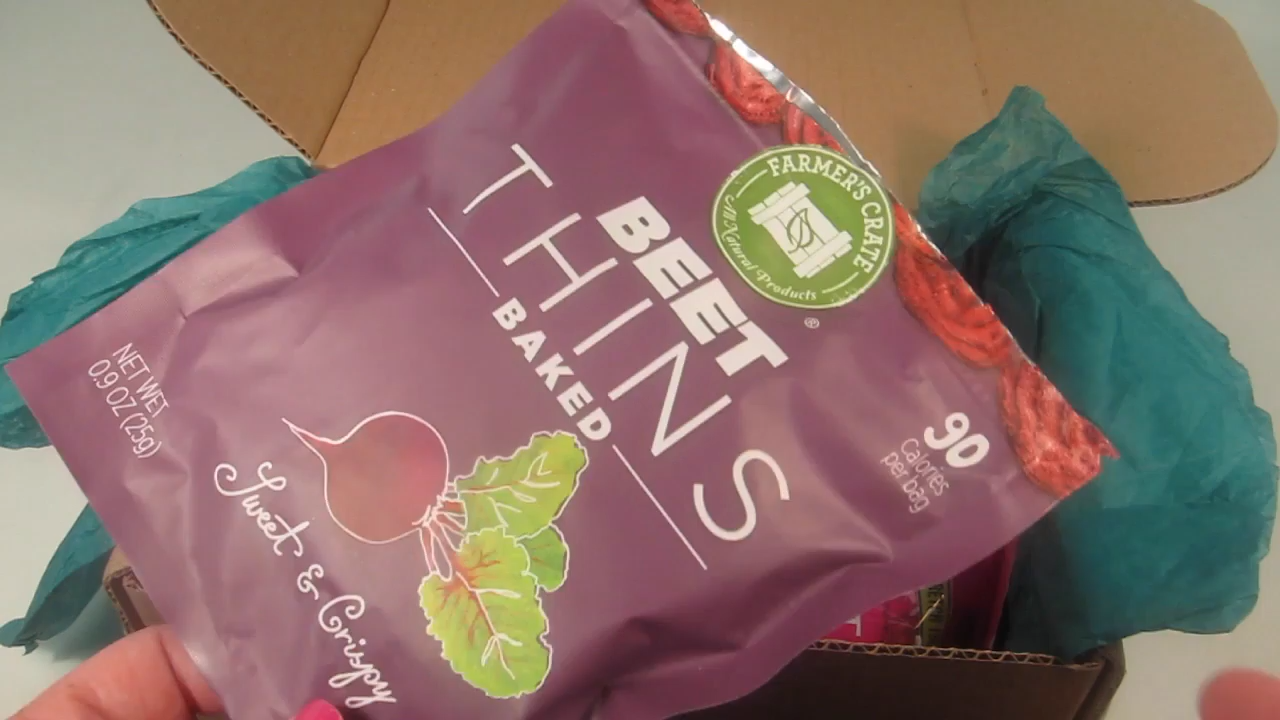 FARMER'S CRATE
All Natural Products
®
BEET
THINS
BAKED
90
Calories
per bag
Sweet & Crispy
NET WET
0.9 OZ (25g)